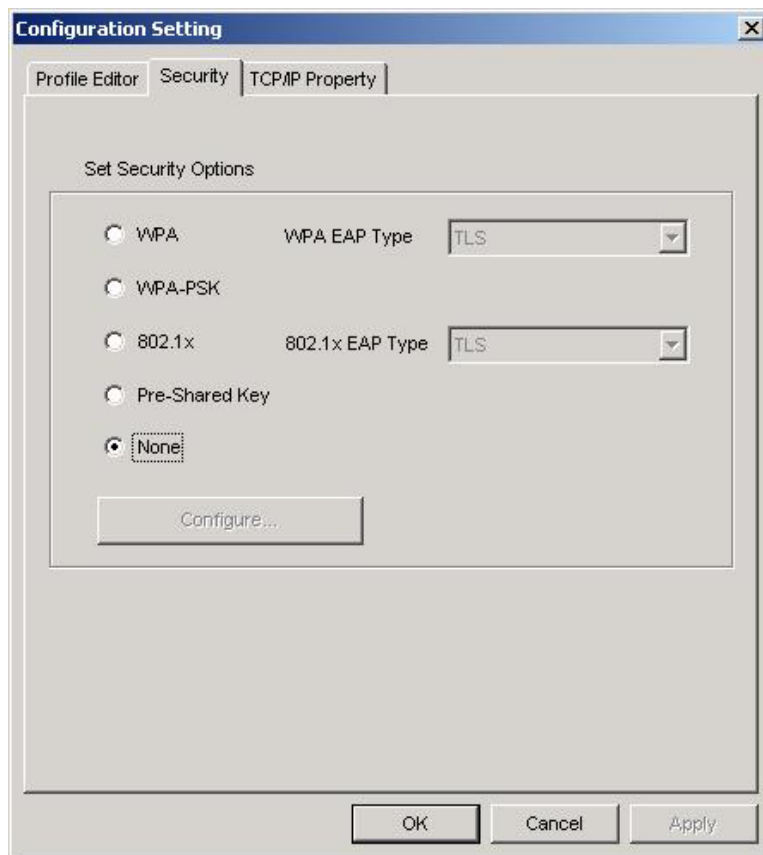 Configuration Setting
Profile Editor Security TCP/IP Property
Set Security Options
WPA WPA EAP Type TLS
WPA-PSK
802.1x 802.1x EAP Type TLS
Pre-Shared Key
None
Configure...
OK Cancel Apply